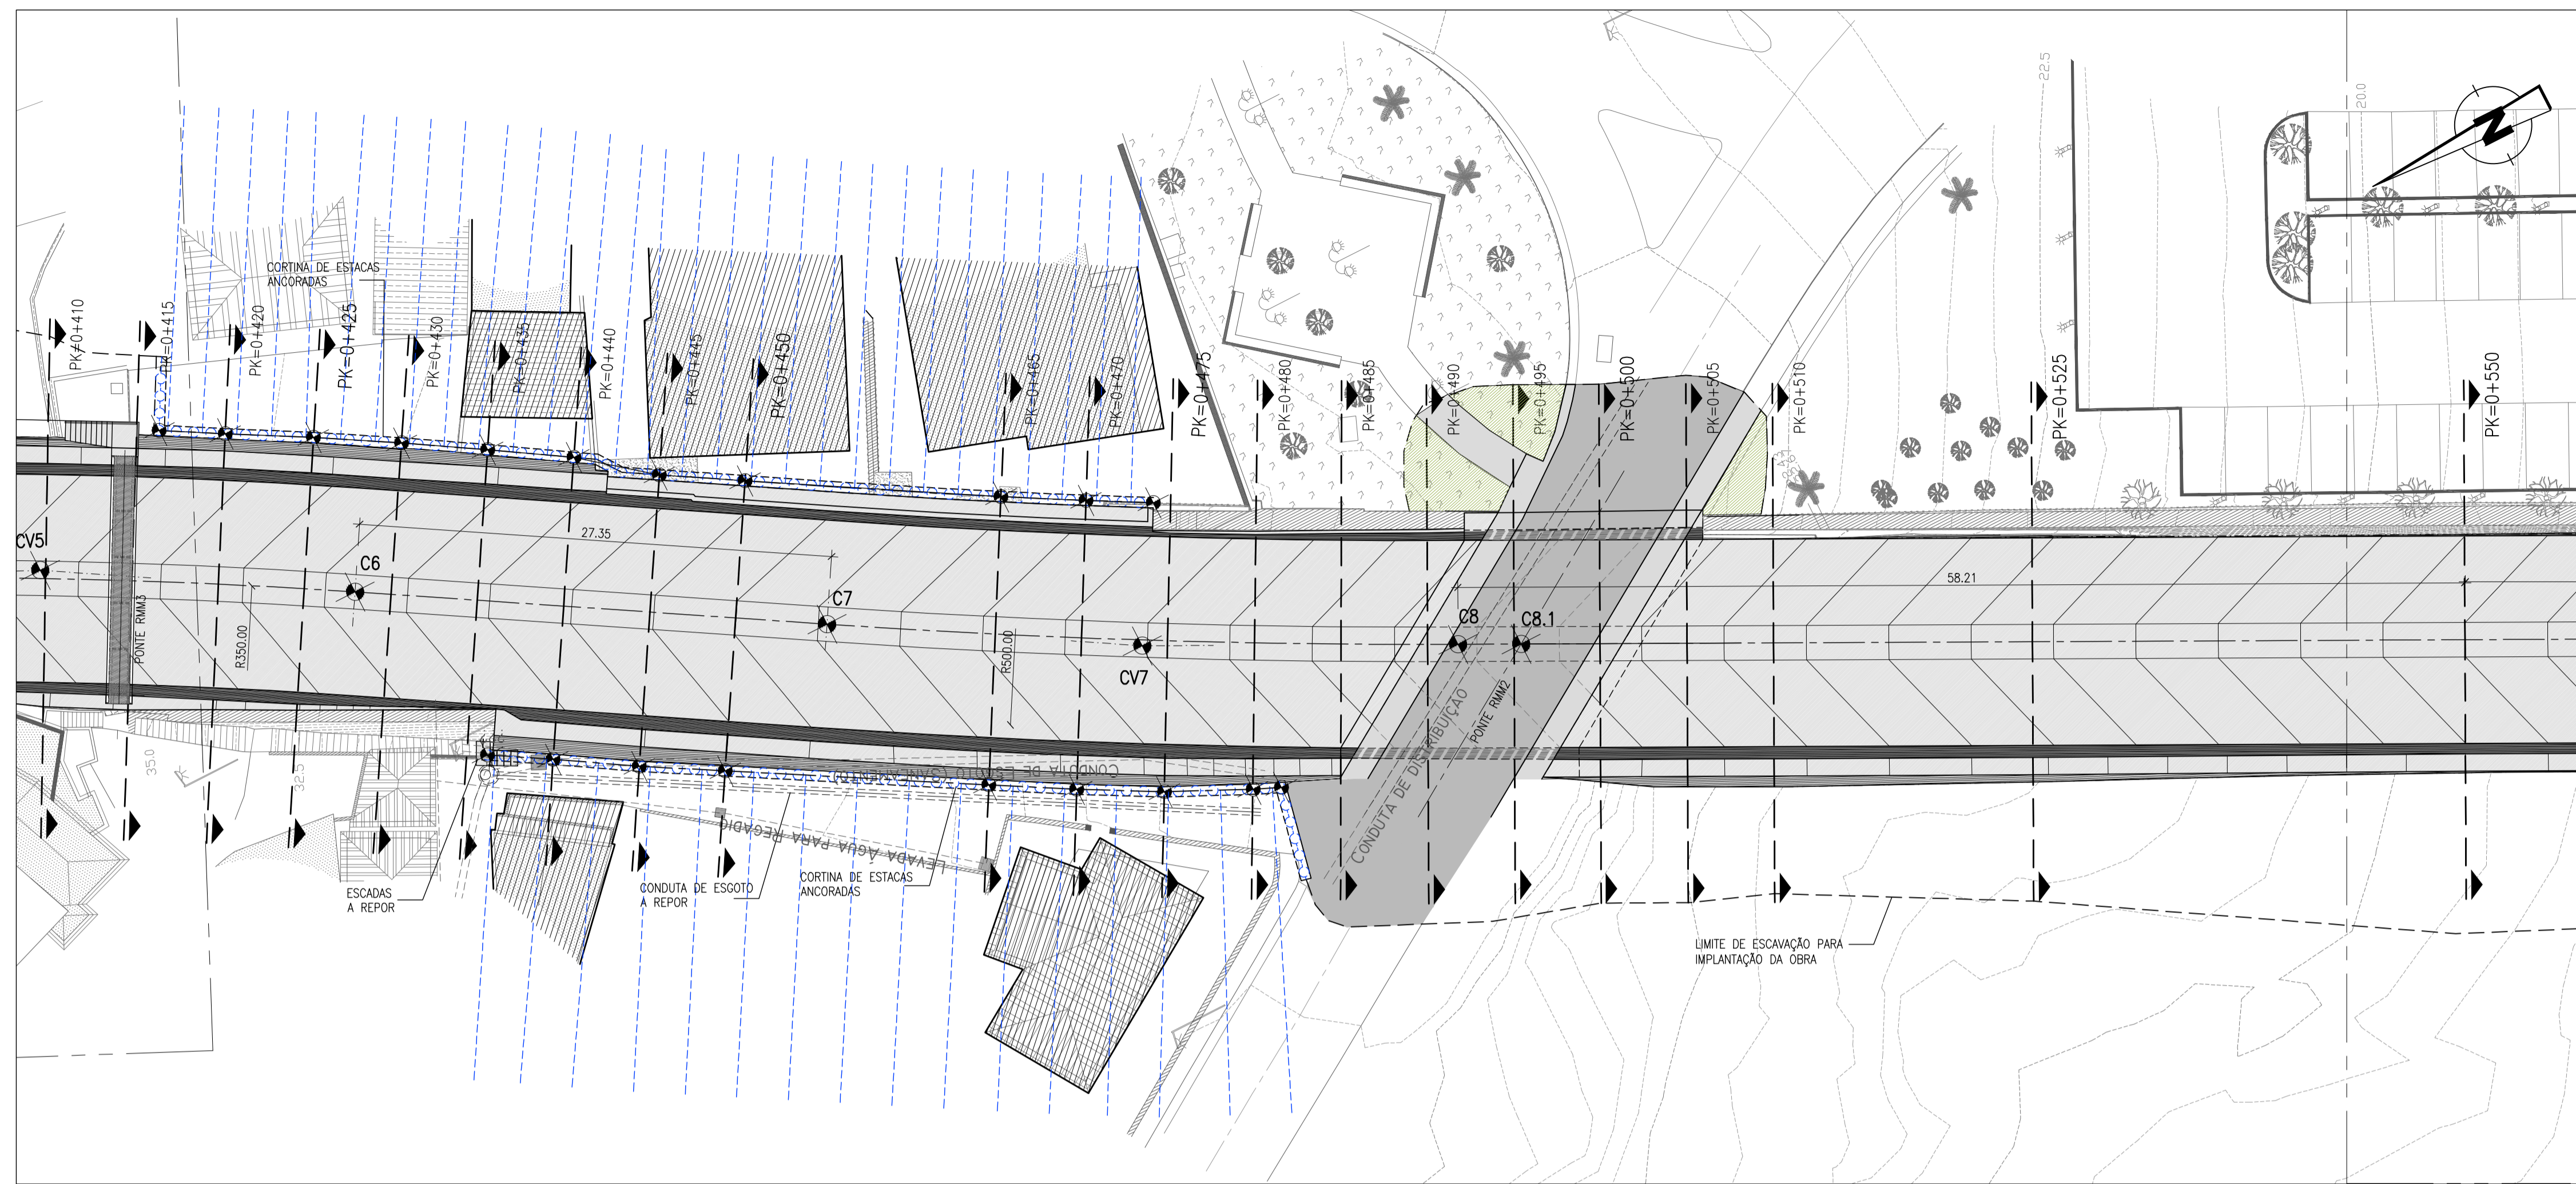 22.5
20.0
N
CORTINA DE ESTACAS
ANCORADAS
PK=0+410
PK=0+415
PK=0+420
PK=0+425
PK=0+430
PK=0+435
PK=0+440
PK=0+445
PK=0+450
PK=0+465
PK=0+470
PK=0+475
PK=0+480
PK=0+485
PK=0+490
PK=0+495
PK=0+500
PK=0+505
PK=0+510
PK=0+525
PK=0+550
27.35
CV5
C6
C7
CV7
C8
C8.1
58.21
PONTE RMM3
R350.00
R500.00
PONTE RMM2
CONDUTA DE DISTRIBUIÇÃO
35.0
32.5
CONDUTA DE ESGOTO (SANEAMENTO)
LEVADA ÁGUA PARA REGADIO
ESCADAS
A REPOR
CONDUTA DE ESGOTO
A REPOR
CORTINA DE ESTACAS
ANCORADAS
LIMITE DE ESCAVAÇÃO PARA
IMPLANTAÇÃO DA OBRA